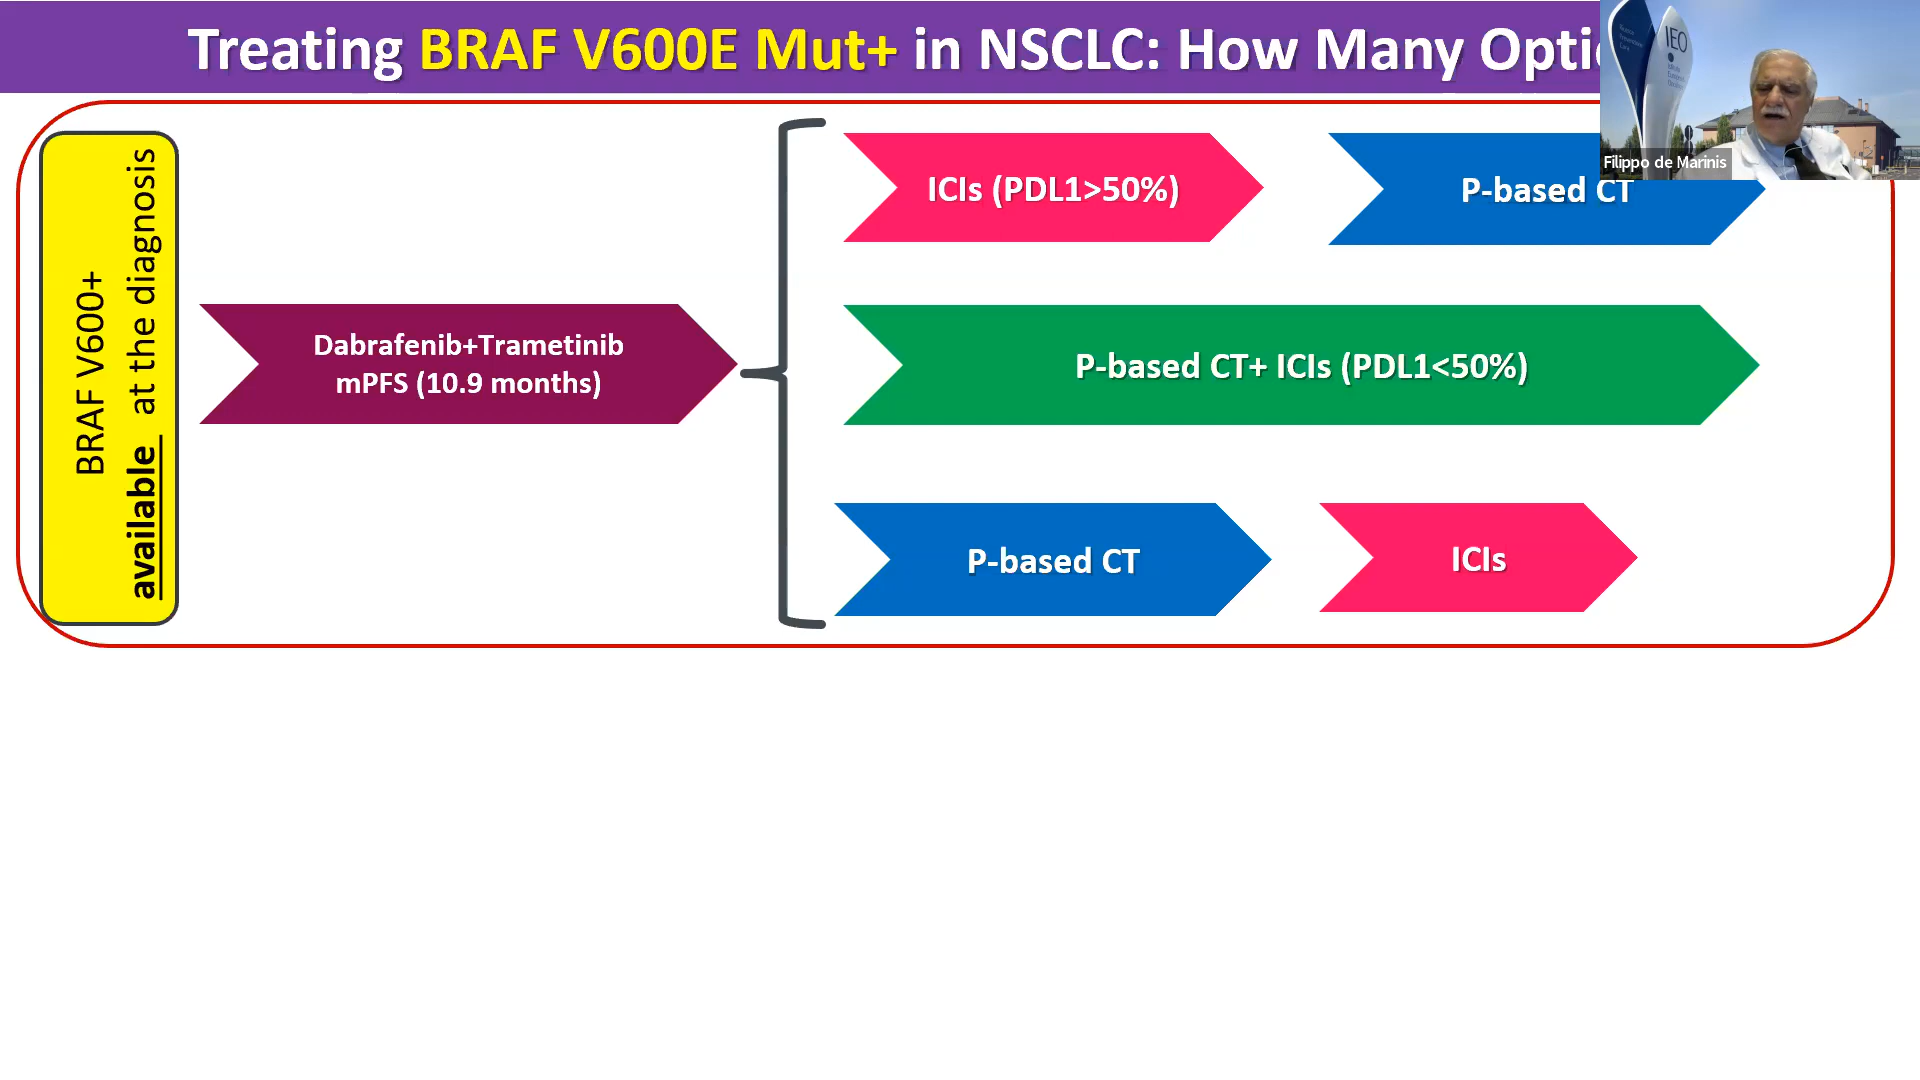 Treating BRAF V600E Mut+ in NSCLC: How Many
IEO
Filippo de Marinis
BRAF V600+
available at the diagnosis
ICIs (PDL1>50%)
P-based CT
Dabrafenib+Trametinib
mPFS (10.9 months)
P-based CT+ ICIs (PDL1<50%)
P-based CT
ICIs